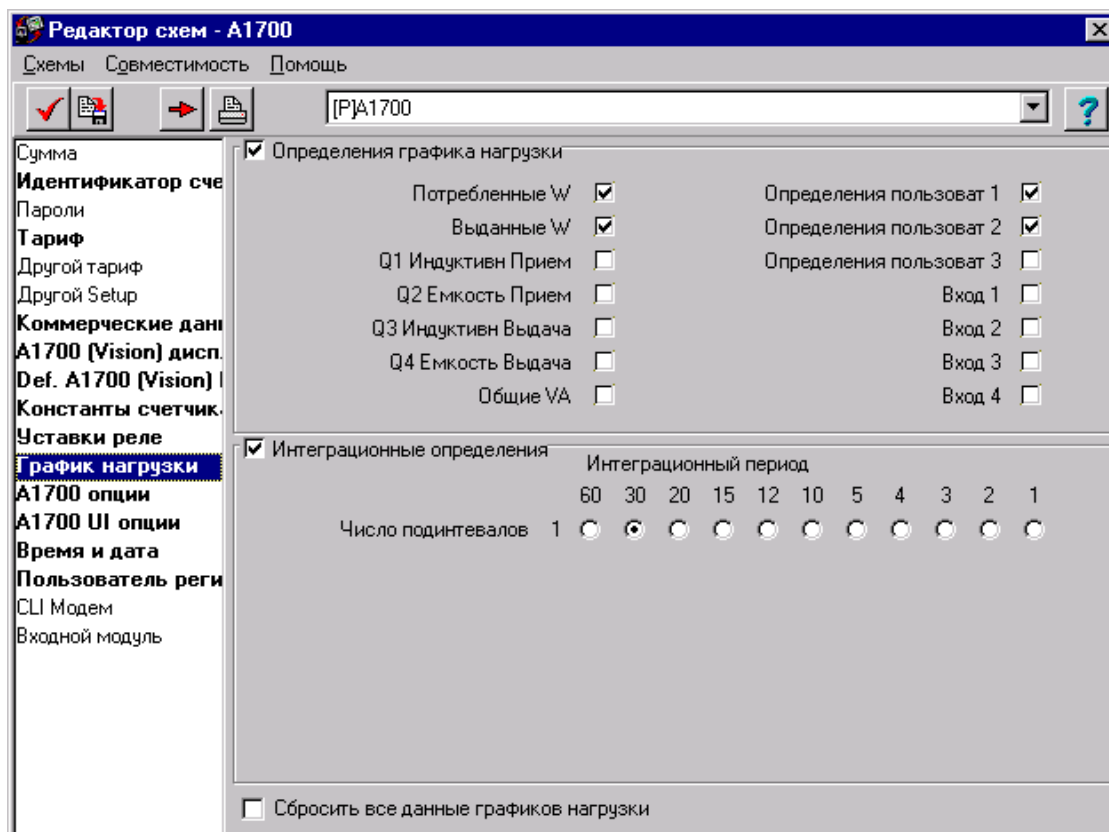 Редактор схем - A1700
Схемы Совместимость Помощь
[P]A1700
?
Сумма
Идентификатор сче
Пароли
Тариф
Другой тариф
Другой Setup
Коммерческие данн
A1700 (Vision) дисп.
Def. A1700 (Vision)
Константы счетчик
Уставки реле
График нагрузки
A1700 опции
A1700 UI опции
Время и дата
Пользователь реги
CLI Модем
Входной модуль
Определения графика нагрузки
Потребленные W
Выданные W
Q1 Индуктивн Прием
Q2 Емкость Прием
Q3 Индуктивн Выдача
Q4 Емкость Выдача
Общие VA
Определения пользоват 1
Определения пользоват 2
Определения пользоват 3
Вход 1
Вход 2
Вход 3
Вход 4
Интеграционные определения
Интеграционный период
60 30 20 15 12 10 5 4 3 2 1
Число подинтевалов 1
Сбросить все данные графиков нагрузки